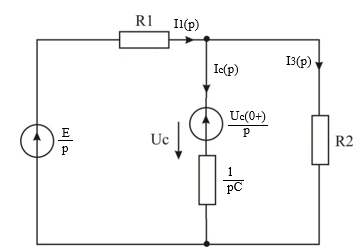 R1
I1(p)
I3(p)
Ic(p)
Uc(0+)
p
E
p
Uc
R2
1
pC